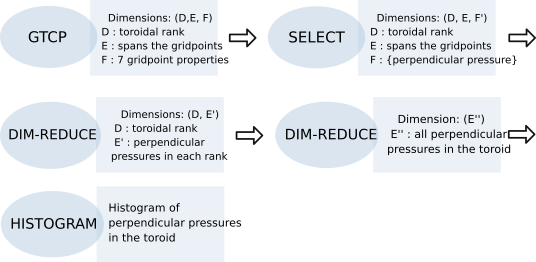 GTCP
Dimensions: (D,E, F)
D : toroidal rank
E : spans the gridpoints
F : 7 gridpoint properties
SELECT
Dimensions: (D,E, F')
D : toroidal rank
E : spans the gridpoints
F : {perpendicular pressure}
DIM-REDUCE
Dimensions: (D, E')
D : toroidal rank
E' : perpendicular
pressures in each rank
DIM-REDUCE
Dimension: (E'')
E'' : all perpendicular
pressures in the toroid
HISTOGRAM
Histogram of
perpendicular pressures
in the toroid